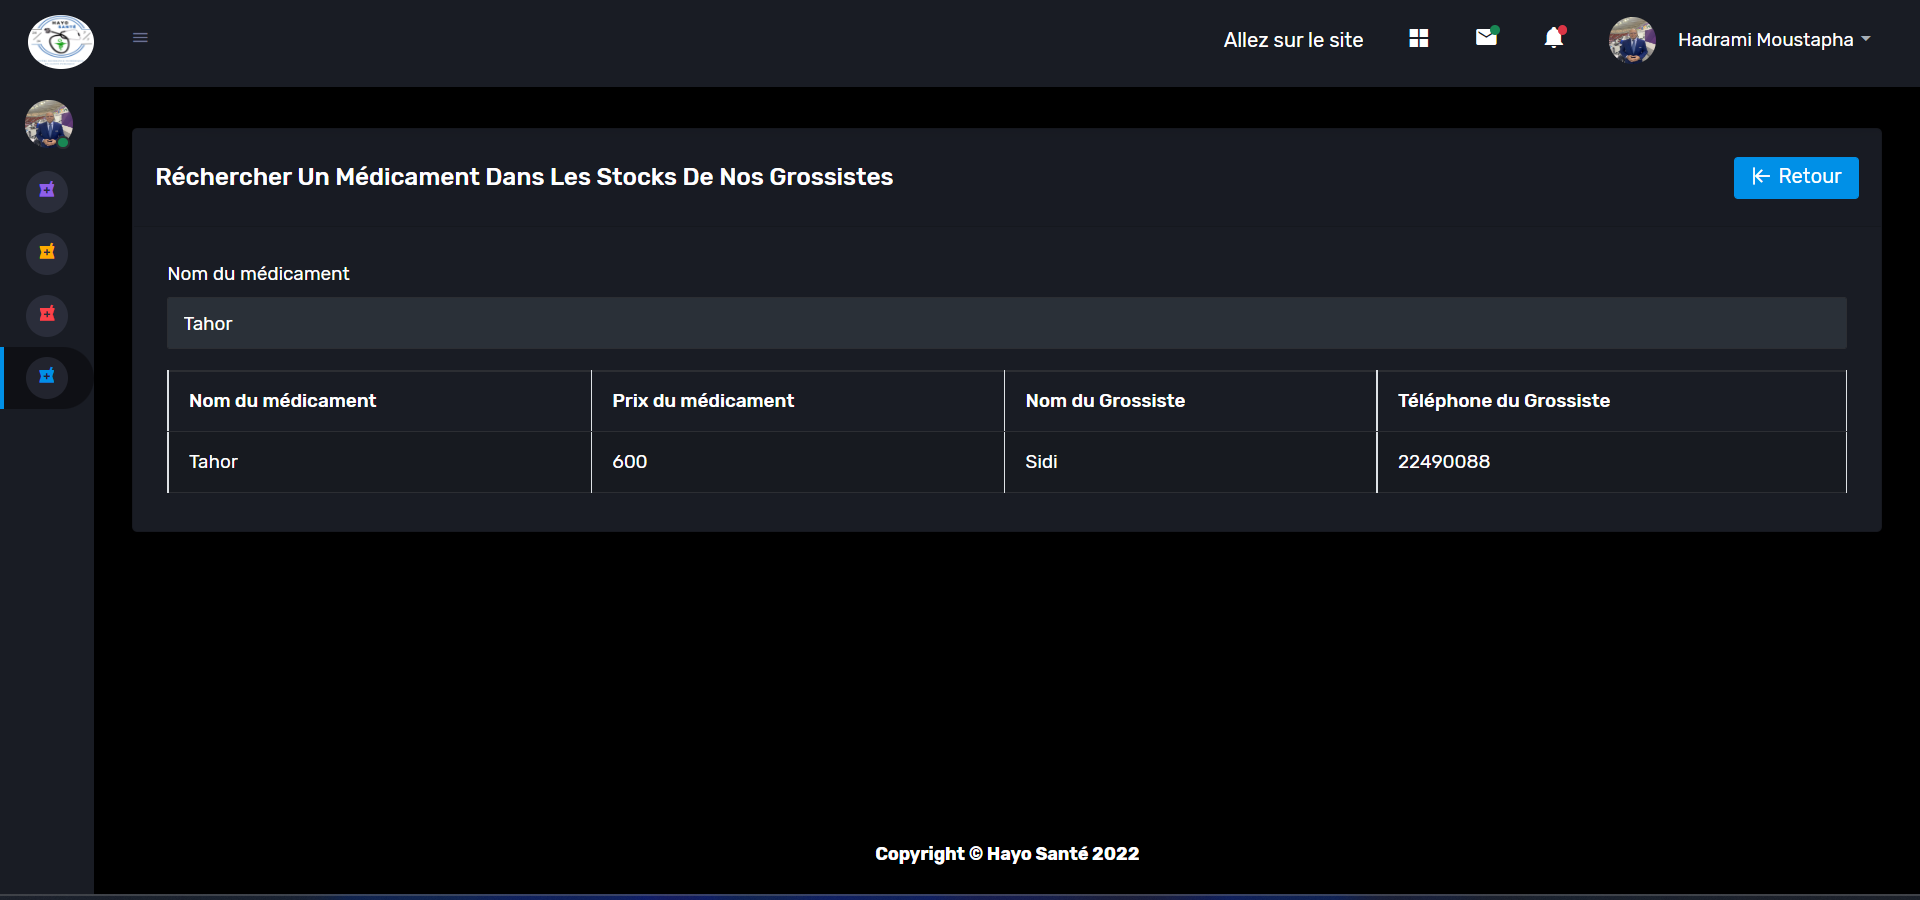 HAYO
SANTÉ
Allez sur le site
Hadrami Moustapha
Réchercher Un Médicament Dans Les Stocks De Nos Grossistes
Retour
Nom du médicament
Tahor
Nom du médicament Prix du médicament Nom du Grossiste Téléphone du Grossiste
Tahor 600 Sidi 22490088
Copyright © Hayo Santé 2022